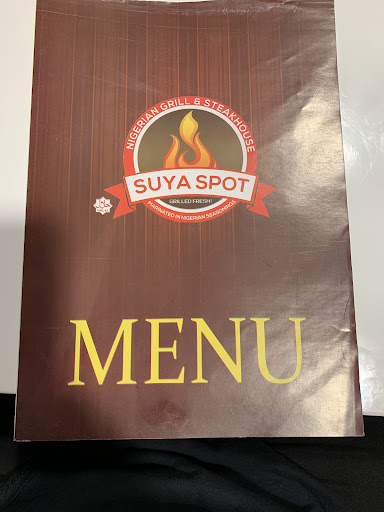 NIGERIAN GRILL & STEAKHOUSE
SUYA SPOT
GRILLED FRESH!
MARINATED IN NIGERIAN SEASONINGS
MENU